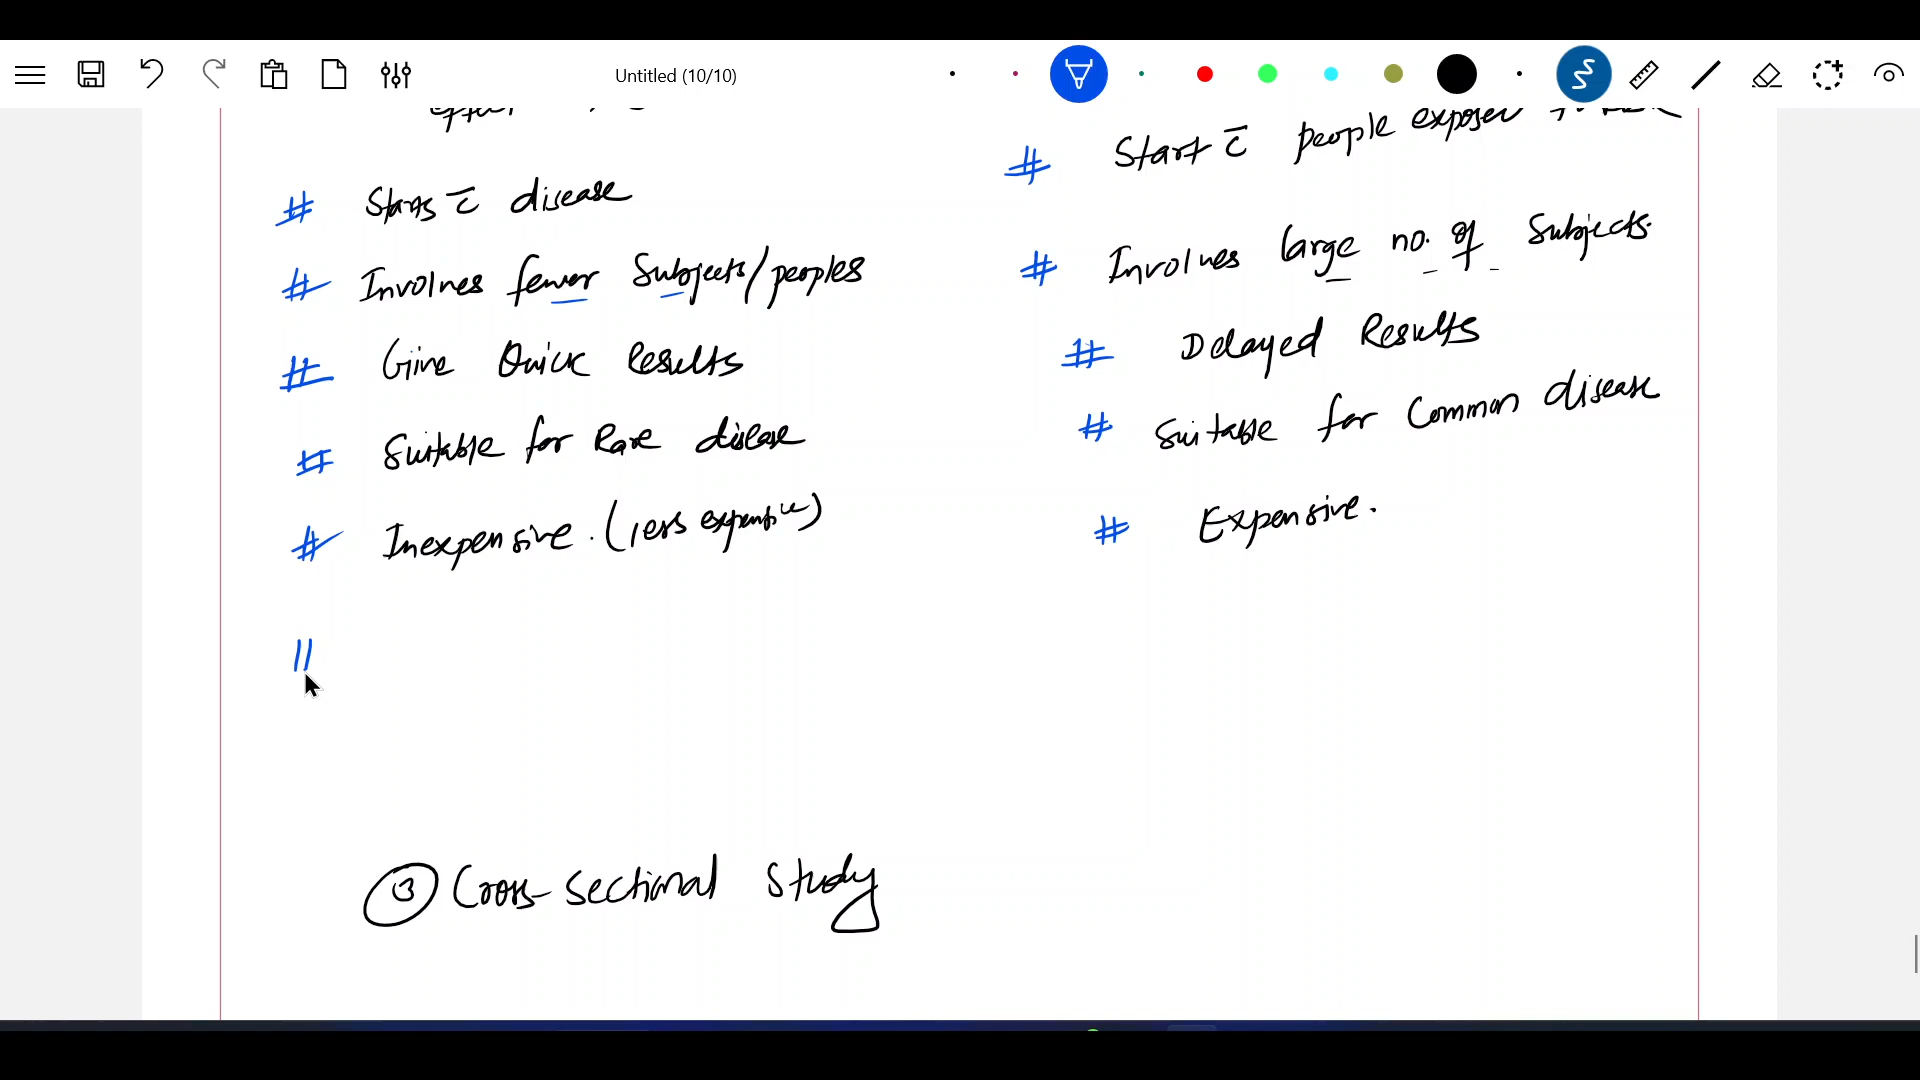 Untitled (10/10)
# Starts c̅ disease
# Involves fewer Subjects/peoples
# Give Quick Results
# Suitable for Rare disease
# Inexpensive. (less expensive)
# Start c̅ people exposed to
# Involves large no. of Subjects.
# Delayed Results
# Suitable for Common disease
# Expensive.
③ Cross-sectional study